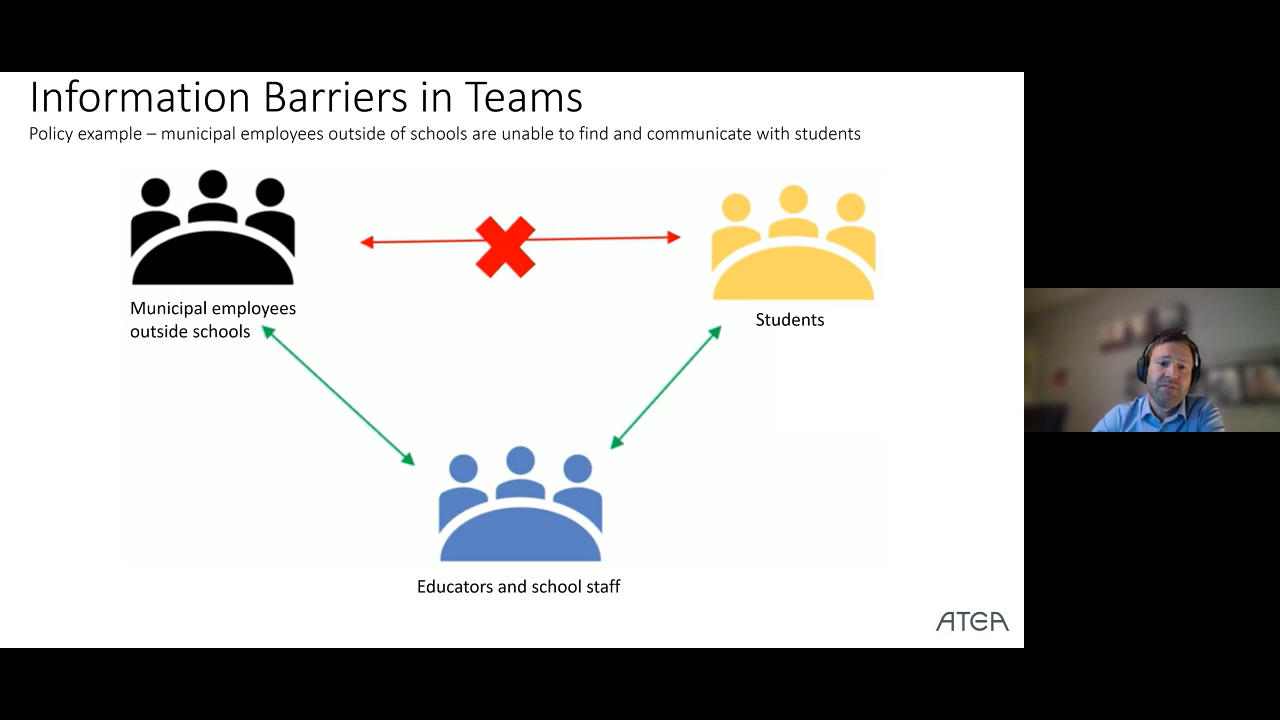 Information Barriers in Teams
Policy example – municipal employees outside of schools are unable to find and communicate with students
Municipal employees
outside schools
Students
Educators and school staff
ATEA